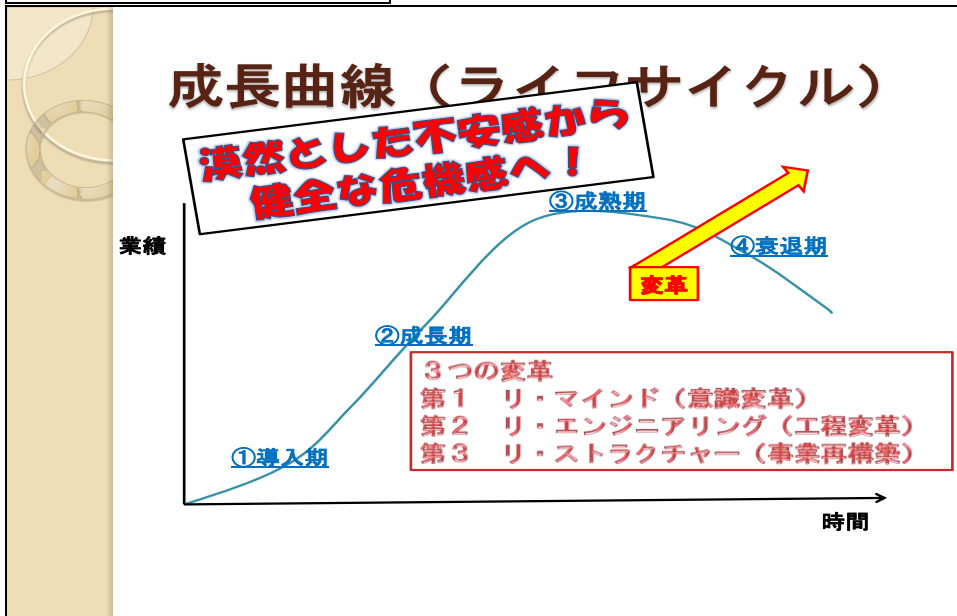 成長曲線（ライフサイクル）
漠然とした不安感から
健全な危機感へ！
③成熟期
業績
④衰退期
変革
②成長期
３つの変革
第１　リ・マインド（意識変革）
第２　リ・エンジニアリング（工程変革）
第３　リ・ストラクチャー（事業再構築）
①導入期
時間